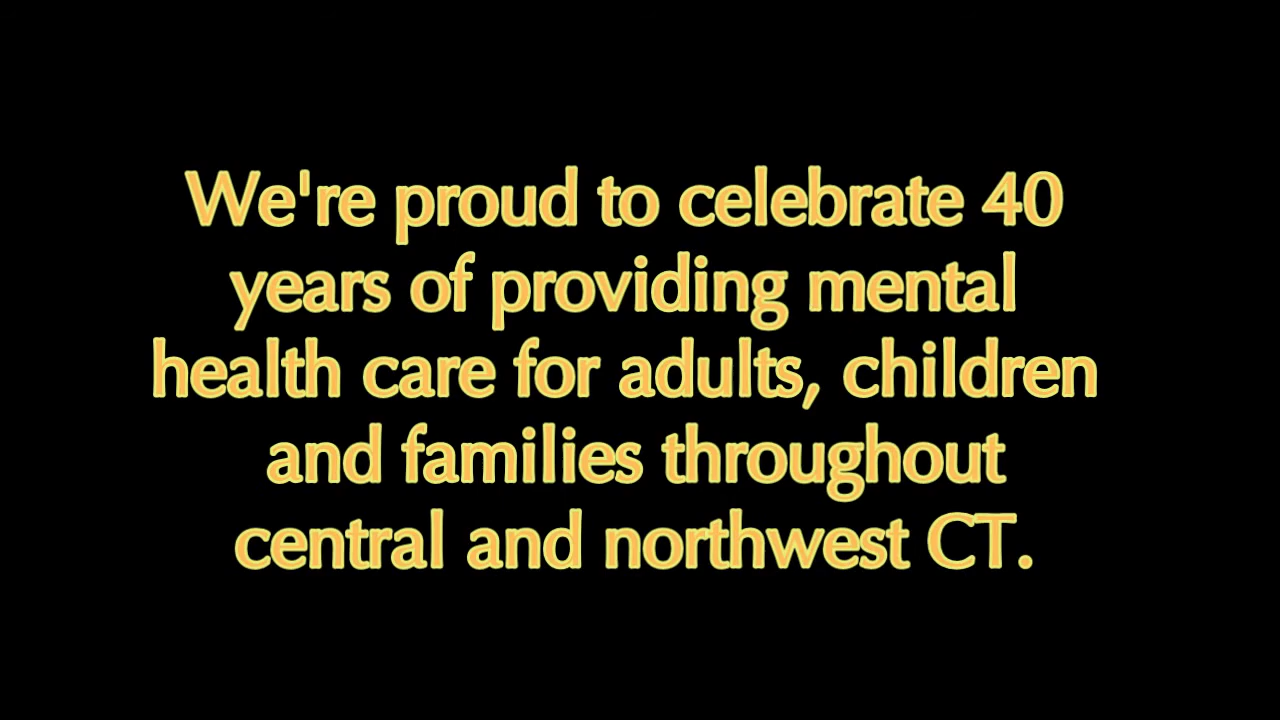 We're proud to celebrate 40
years of providing mental
health care for adults, children
and families throughout
central and northwest CT.